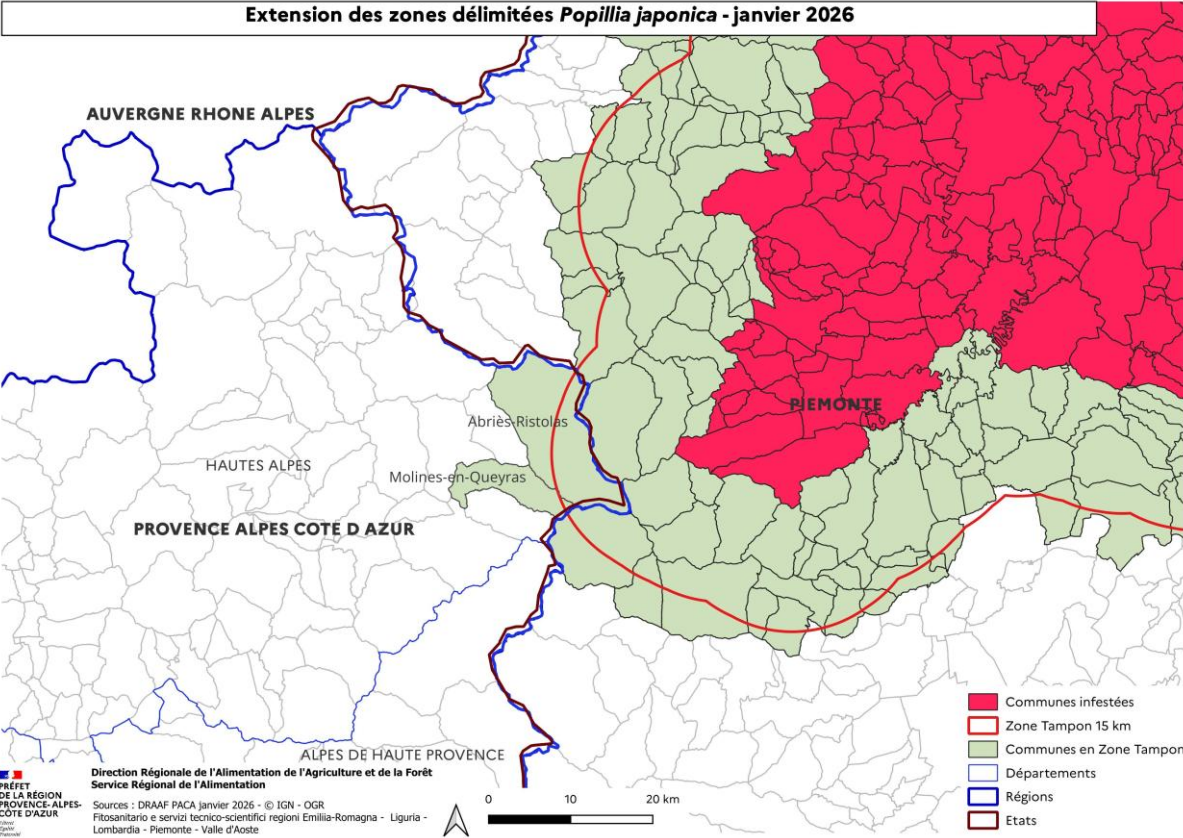 Extension des zones délimitées Popillia japonica - janvier 2026
AUVERGNE RHONE ALPES
PIEMONTE
Abriès-Ristolas
HAUTES ALPES
Molines-en-Queyras
PROVENCE ALPES COTE D AZUR
ALPES DE HAUTE PROVENCE
Communes infestées
Zone Tampon 15 km
Communes en Zone Tampon
Départements
Régions
Etats
PRÉFET
DE LA RÉGION
PROVENCE-ALPES-
CÔTE D'AZUR
Liberté
Égalité
Fraternité
Direction Régionale de l'Alimentation de l'Agriculture et de la Forêt
Service Régional de l'Alimentation
Sources : DRAAF PACA janvier 2026 - © IGN - OGR
Fitosanitario e servizi tecnico-scientifici regioni Emiliia-Romagna - Liguria -
Lombardia - Piemonte - Valle d'Aoste
0 10 20 km